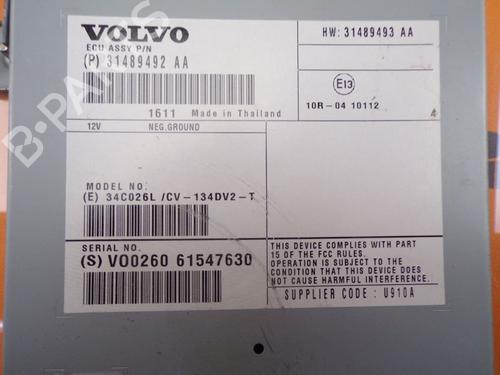 VOLVO
ECU ASSY P/N
(P) 31489492 AA
1611 Made in Thailand
HW: 31489493 AA
E13
10R-04 10112
12V NEG.GROUND
MODEL NO.
(E) 34C026L /CV-134DV2-T
SERIAL NO.
(S) VO0260 61547630
THIS DEVICE COMPLIES WITH PART
15 OF THE FCC RULES.
OPERATION IS SUBJECT TO THE
CONDITION THAT THIS DEVICE DOES
NOT CAUSE HARMFUL INTERFERENCE.
SUPPLIER CODE : U910A
B-PARTS